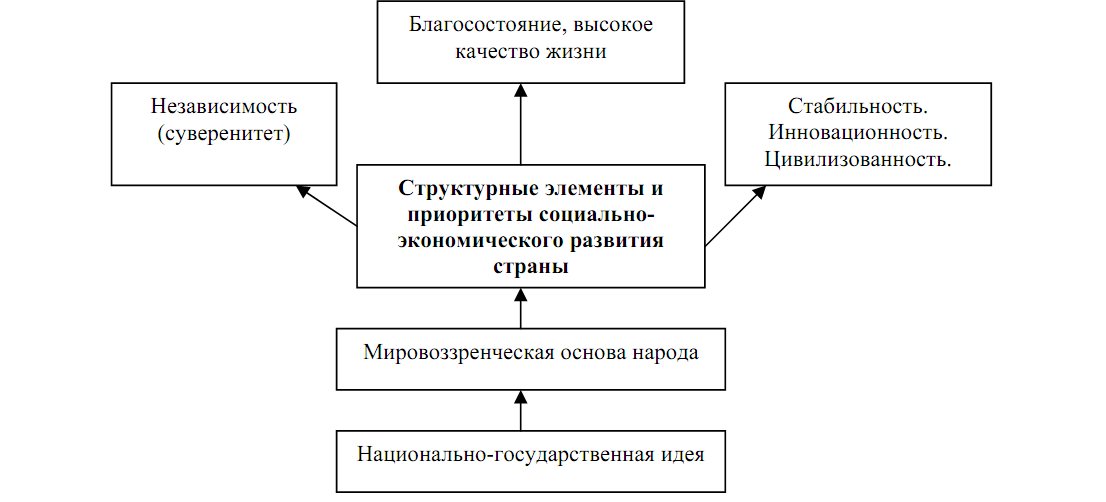 Благосостояние, высокое
качество жизни
Независимость
(суверенитет)
Стабильность.
Инновационность.
Цивилизованность.
Структурные элементы и
приоритеты социально-
экономического развития
страны
Мировоззренческая основа народа
Национально-государственная идея